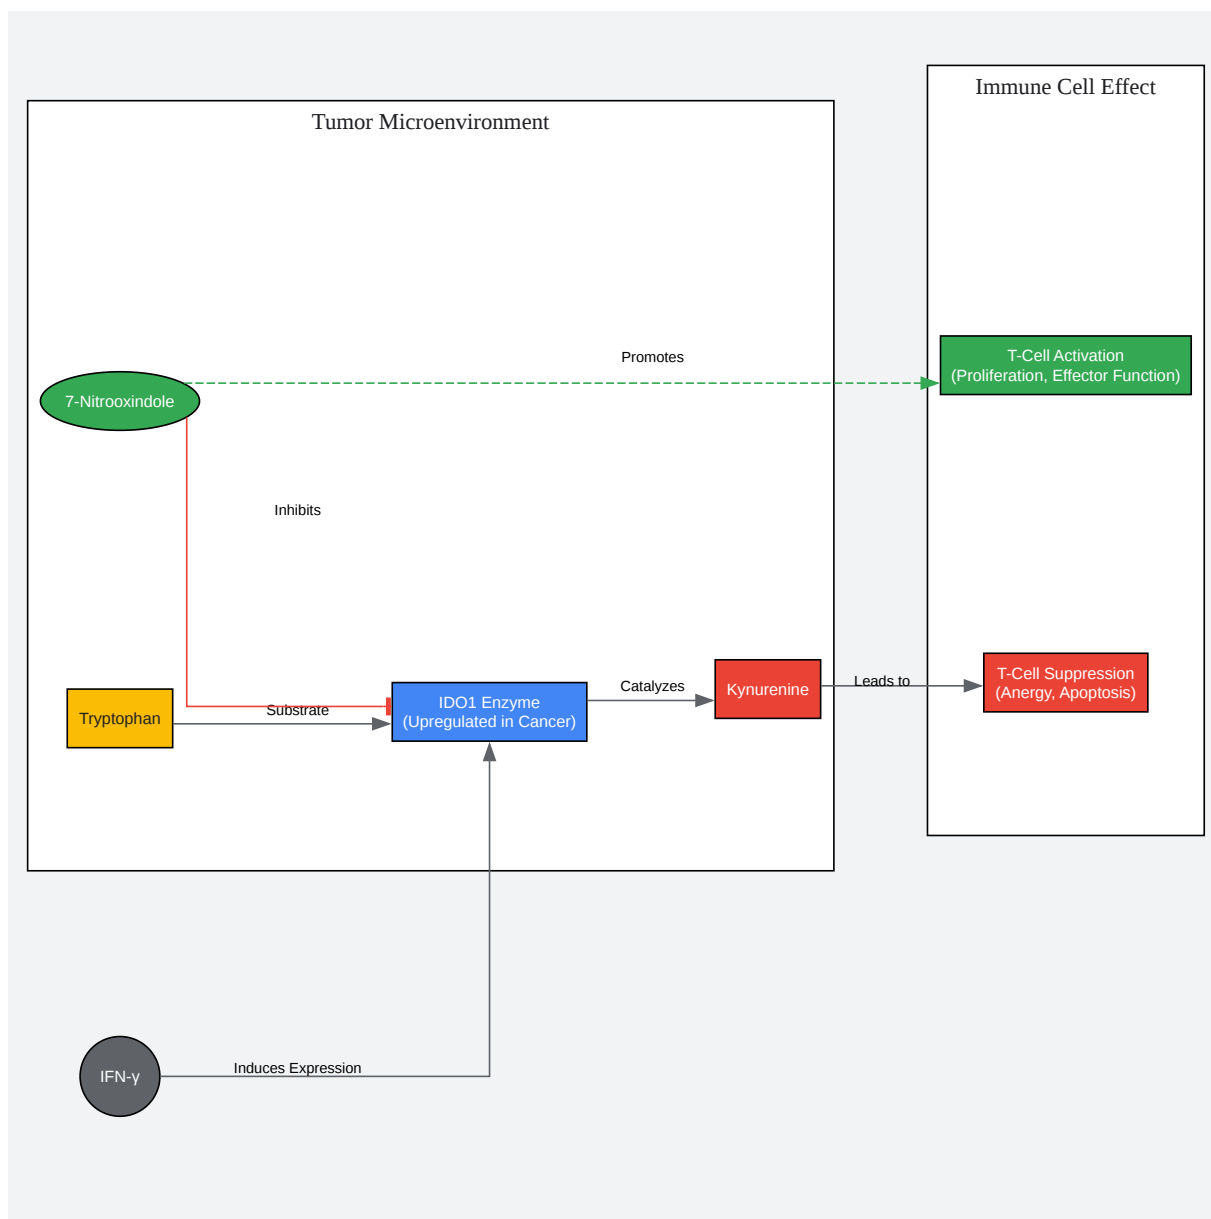 Immune Cell Effect
Tumor Microenvironment
Promotes
T-Cell Activation
(Proliferation, Effector Function)
7-Nitrooxindole
Inhibits
Tryptophan
Substrate
IDO1 Enzyme
(Upregulated in Cancer)
Catalyzes
Kynurenine
Leads to
T-Cell Suppression
(Anergy, Apoptosis)
IFN-γ
Induces Expression